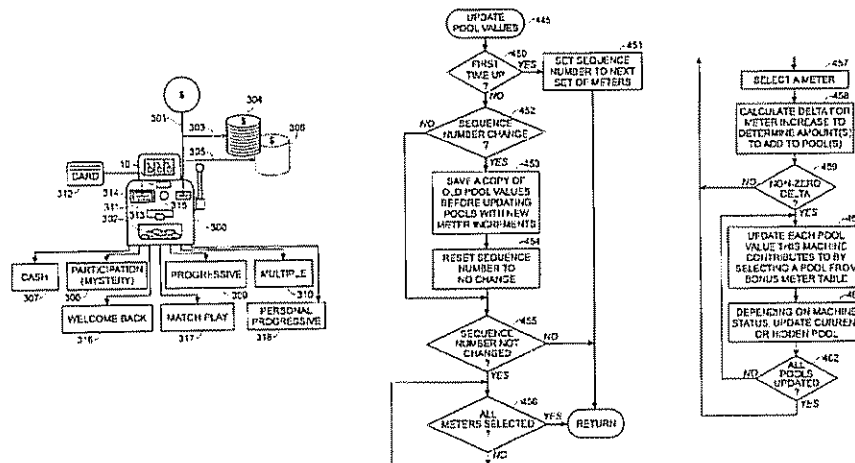 $
304
301
303
$
306
$
10
305
CARD
312
314
311
302
313
315
300
CASH
307
PARTICIPATION
(MYSTERY)
PROGRESSIVE
309
MULTIPLE
310
WELCOME BACK
316
MATCH PLAY
317
PERSONAL
PROGRESSIVE
318
UPDATE
POOL VALUES
445
450
FIRST
TIME UP
?
YES
NO
451
SET SEQUENCE
NUMBER TO NEXT
SET OF METERS
452
NO
SEQUENCE
NUMBER CHANGE
?
YES
453
SAVE A COPY OF
OLD POOL VALUES
BEFORE UPDATING
POOLS WITH NEW
METER INCREMENTS
454
RESET SEQUENCE
NUMBER TO
NO CHANGE
455
SEQUENCE
NUMBER NOT
CHANGED
?
NO
YES
456
ALL
METERS SELECTED
?
YES
RETURN
NO
457
SELECT A METER
458
CALCULATE DELTA FOR
METER INCREASE TO
DETERMINE AMOUNT(S)
TO ADD TO POOL(S)
459
NO
NON-ZERO
DELTA
?
YES
UPDATE EACH POOL
VALUE THIS MACHINE
CONTRIBUTES TO BY
SELECTING A POOL FROM
BONUS METER TABLE
DEPENDING ON MACHINE
STATUS, UPDATE CURREN
OR HIDDEN POOL
462
NO
ALL
POOLS
UPDATED
?
YES